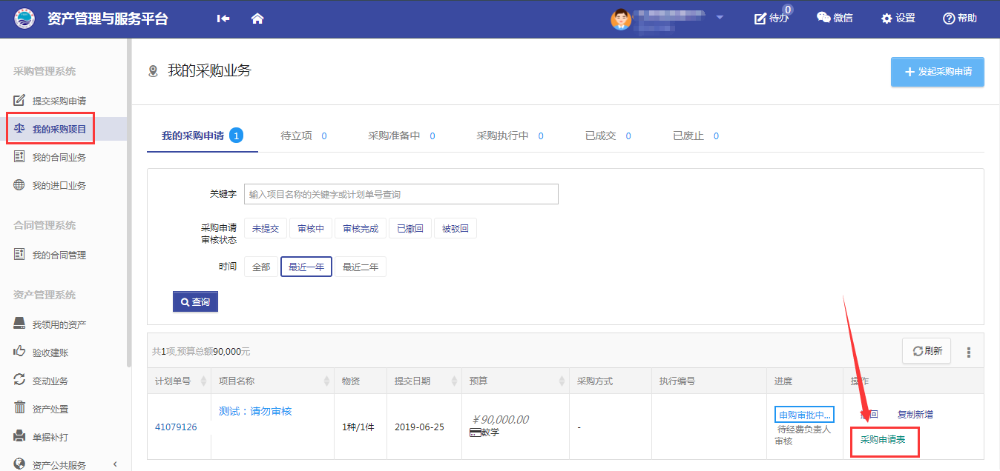 资产管理与服务平台
0
待办
微信
设置
帮助
采购管理系统
提交采购申请
我的采购项目
我的合同业务
我的进口业务
合同管理系统
我的合同管理
资产管理系统
我领用的资产
验收建账
变动业务
资产处置
单据补打
资产公共服务
我的采购业务
发起采购申请
我的采购申请 1
待立项 0
采购准备中 0
采购执行中 0
已成交 0
已废止 0
关键字
输入项目名称的关键字或计划单号查询
采购申请
审核状态
未提交
审核中
审核完成
已撤回
被驳回
时间
全部
最近一年
最近二年
查询
共1项,预算总额90,000元
刷新
计划单号
项目名称
物资
提交日期
预算
采购方式
执行编号
进度
操作
41079126
测试：请勿审核
1种/1件
2019-06-25
￥90,000.00
教学
-
申购审批中...
待经费负责人
审核
回
复制新增
采购申请表